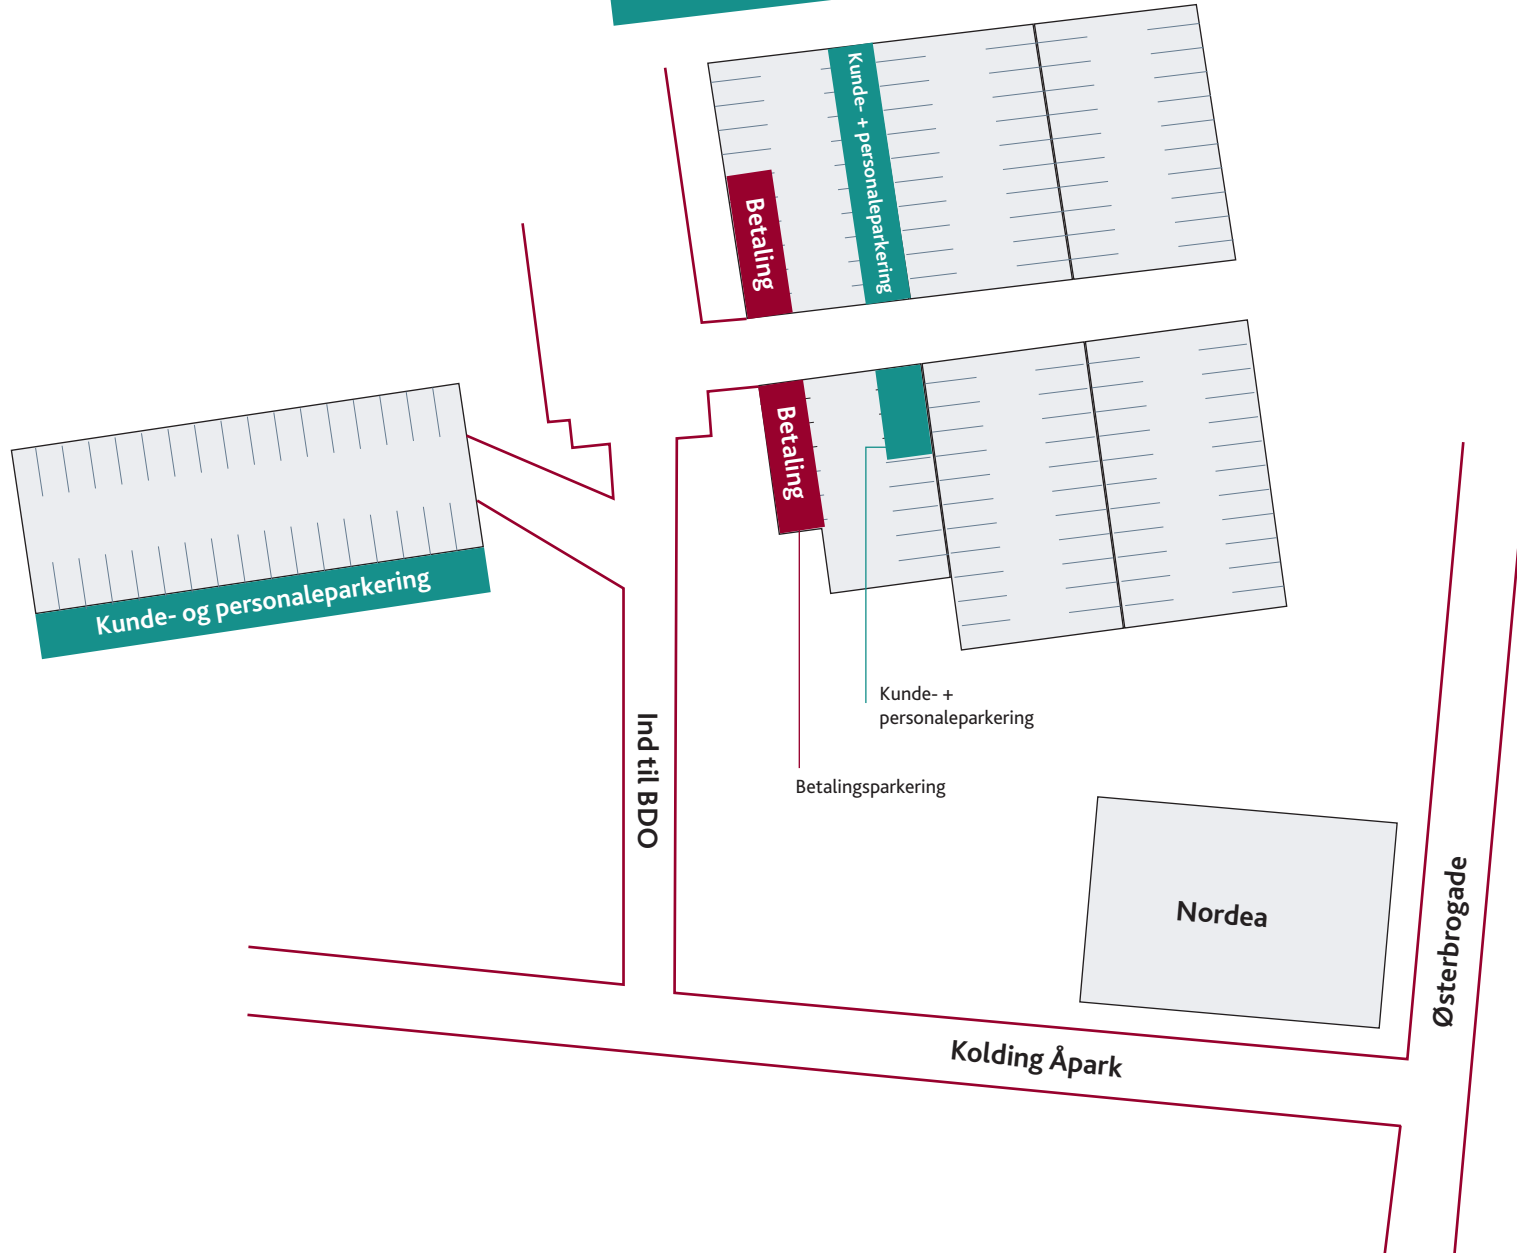 Kunde- + personaleparkering
Betaling
Betaling
Kunde- og personaleparkering
Kunde- +
personaleparkering
Betalingsparkering
Ind til BDO
Nordea
Østerbrogade
Kolding Åpark